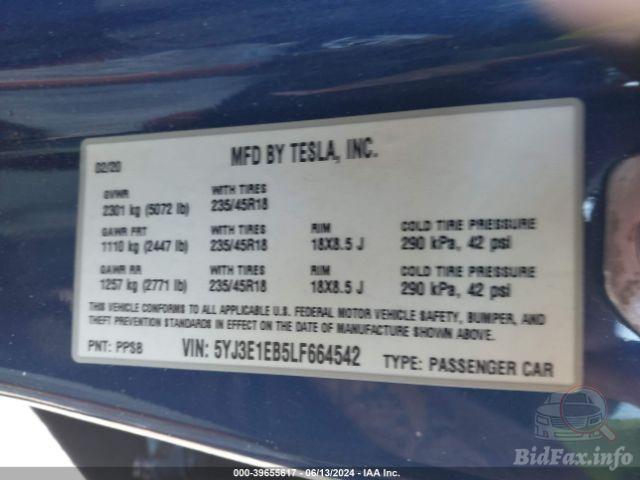 02/20 MFD BY TESLA, INC.
GVWR WITH TIRES
2301 kg (5072 lb) 235/45R18
GAWR FRT WITH TIRES RIM COLD TIRE PRESSURE
1110 kg (2447 lb) 235/45R18 18X8.5 J 290 kPa, 42 psi
GAWR RR WITH TIRES RIM COLD TIRE PRESSURE
1257 kg (2771 lb) 235/45R18 18X8.5 J 290 kPa, 42 psi
THIS VEHICLE CONFORMS TO ALL APPLICABLE U.S. FEDERAL MOTOR VEHICLE SAFETY, BUMPER, AND
THEFT PREVENTION STANDARDS IN EFFECT ON THE DATE OF MANUFACTURE SHOWN ABOVE.
PNT: PPSB VIN: 5YJ3E1EB5LF664542 TYPE: PASSENGER CAR
000-39655617 - 06/13/2024 - IAA Inc.
BidFax.info